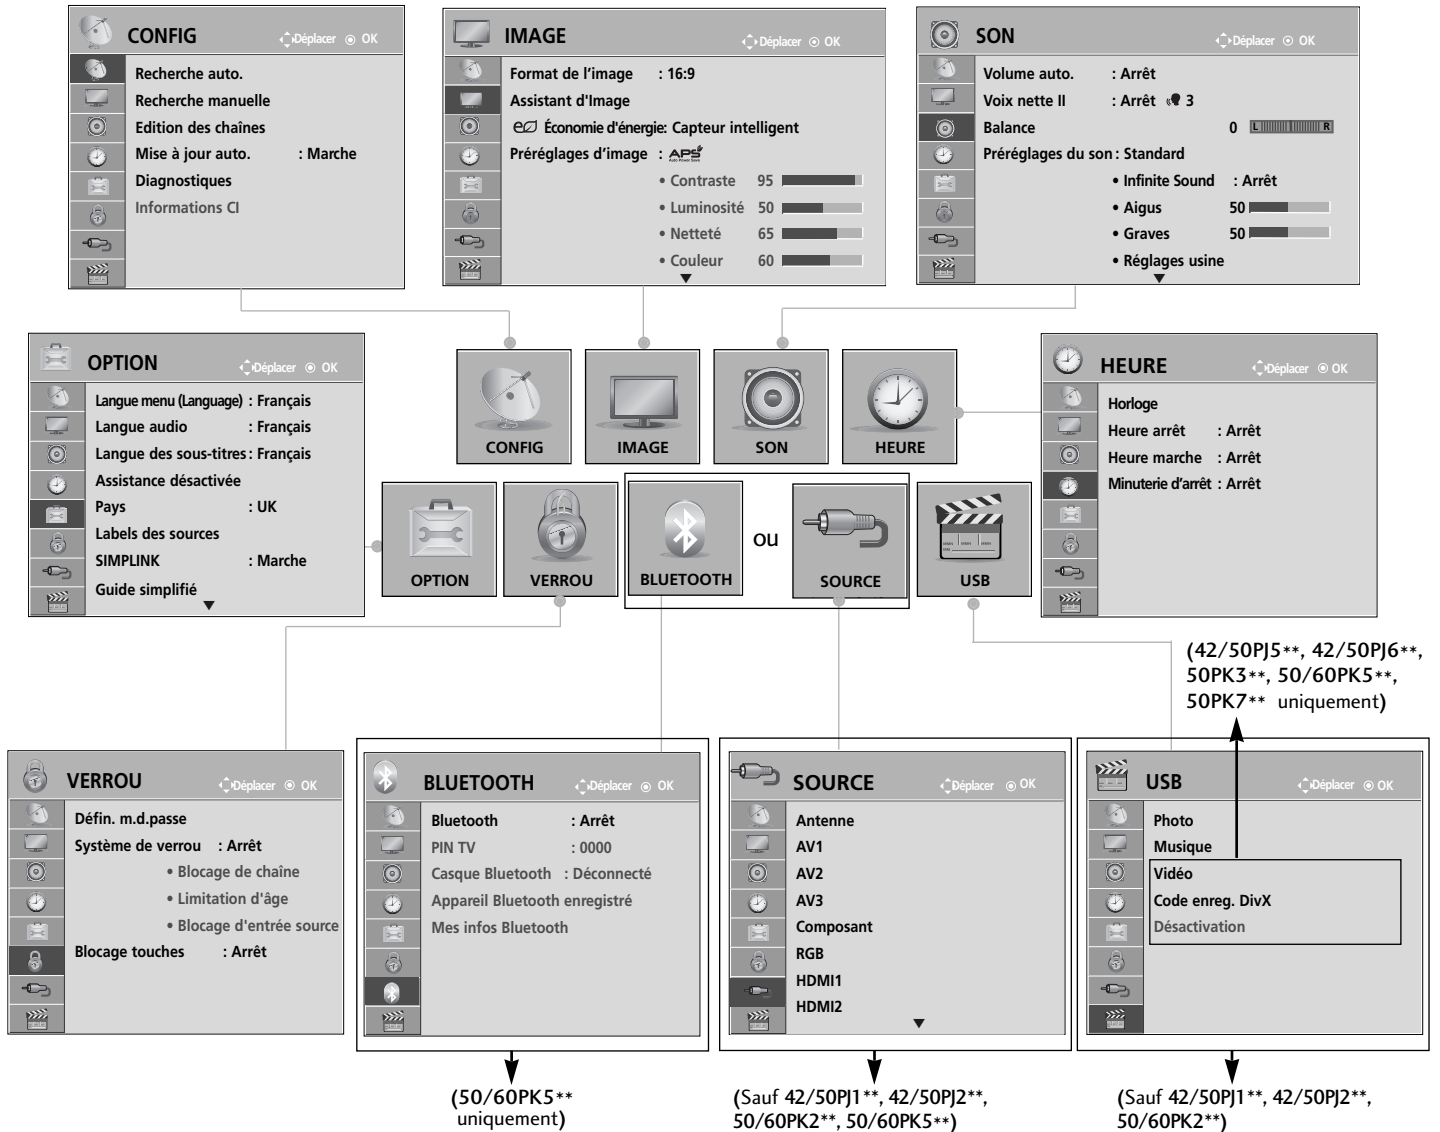 CONFIG
Déplacer OK
Recherche auto.
Recherche manuelle
Edition des chaînes
Mise à jour auto. : Marche
Diagnostiques
Informations CI
IMAGE
Déplacer OK
Format de l'image : 16:9
Assistant d'Image
Économie d'énergie: Capteur intelligent
Préréglages d'image : APS
Auto Power Save
• Contraste 95
• Luminosité 50
• Netteté 65
• Couleur 60
SON
Déplacer OK
Volume auto. : Arrêt
Voix nette II : Arrêt 3
Balance 0 L R
Préréglages du son : Standard
• Infinite Sound : Arrêt
• Aigus 50
• Graves 50
• Réglages usine
OPTION
Déplacer OK
Langue menu (Language) : Français
Langue audio : Français
Langue des sous-titres : Français
Assistance désactivée
Pays : UK
Labels des sources
SIMPLINK : Marche
Guide simplifié
CONFIG
IMAGE
SON
HEURE
OPTION
VERROU
BLUETOOTH
ou
SOURCE
USB
HEURE
Déplacer OK
Horloge
Heure arrêt : Arrêt
Heure marche : Arrêt
Minuterie d'arrêt : Arrêt
(42/50PJ5**, 42/50PJ6**,
50PK3**, 50/60PK5**,
50PK7** uniquement)
VERROU
Déplacer OK
Défin. m.d.passe
Système de verrou : Arrêt
• Blocage de chaîne
• Limitation d'âge
• Blocage d'entrée source
Blocage touches : Arrêt
BLUETOOTH
Déplacer OK
Bluetooth : Arrêt
PIN TV : 0000
Casque Bluetooth : Déconnecté
Appareil Bluetooth enregistré
Mes infos Bluetooth
(50/60PK5**
uniquement)
SOURCE
Déplacer OK
Antenne
AV1
AV2
AV3
Composant
RGB
HDMI1
HDMI2
(Sauf 42/50PJ1**, 42/50PJ2**,
50/60PK2**, 50/60PK5**)
USB
Déplacer OK
Photo
Musique
Vidéo
Code enreg. DivX
Désactivation
(Sauf 42/50PJ1**, 42/50PJ2**,
50/60PK2**)